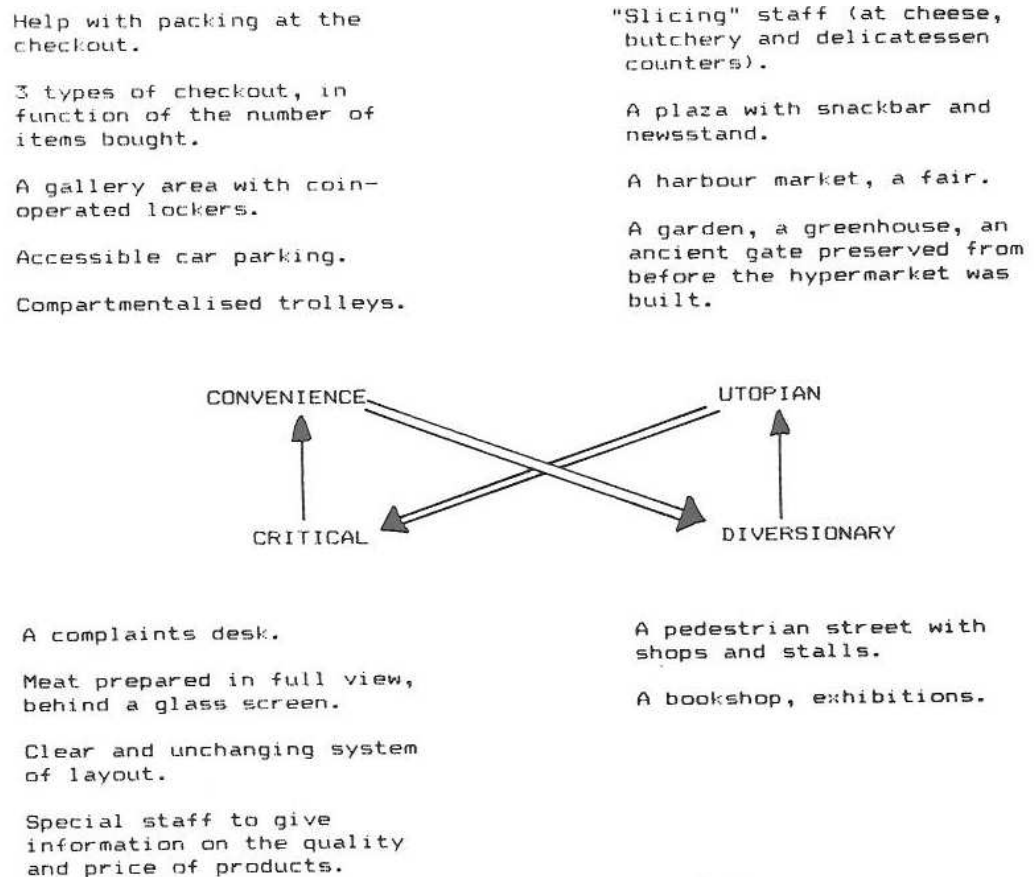 Help with packing at the
checkout.
3 types of checkout, in
function of the number of
items bought.
A gallery area with coin-
operated lockers.
Accessible car parking.
Compartmentalised trolleys.
"Slicing" staff (at cheese,
butchery and delicatessen
counters).
A plaza with snackbar and
newsstand.
A harbour market, a fair.
A garden, a greenhouse, an
ancient gate preserved from
before the hypermarket was
built.
CONVENIENCE
UTOPIAN
CRITICAL
DIVERSIONARY
A complaints desk.
Meat prepared in full view,
behind a glass screen.
Clear and unchanging system
of layout.
Special staff to give
information on the quality
and price of products.
A pedestrian street with
shops and stalls.
A bookshop, exhibitions.